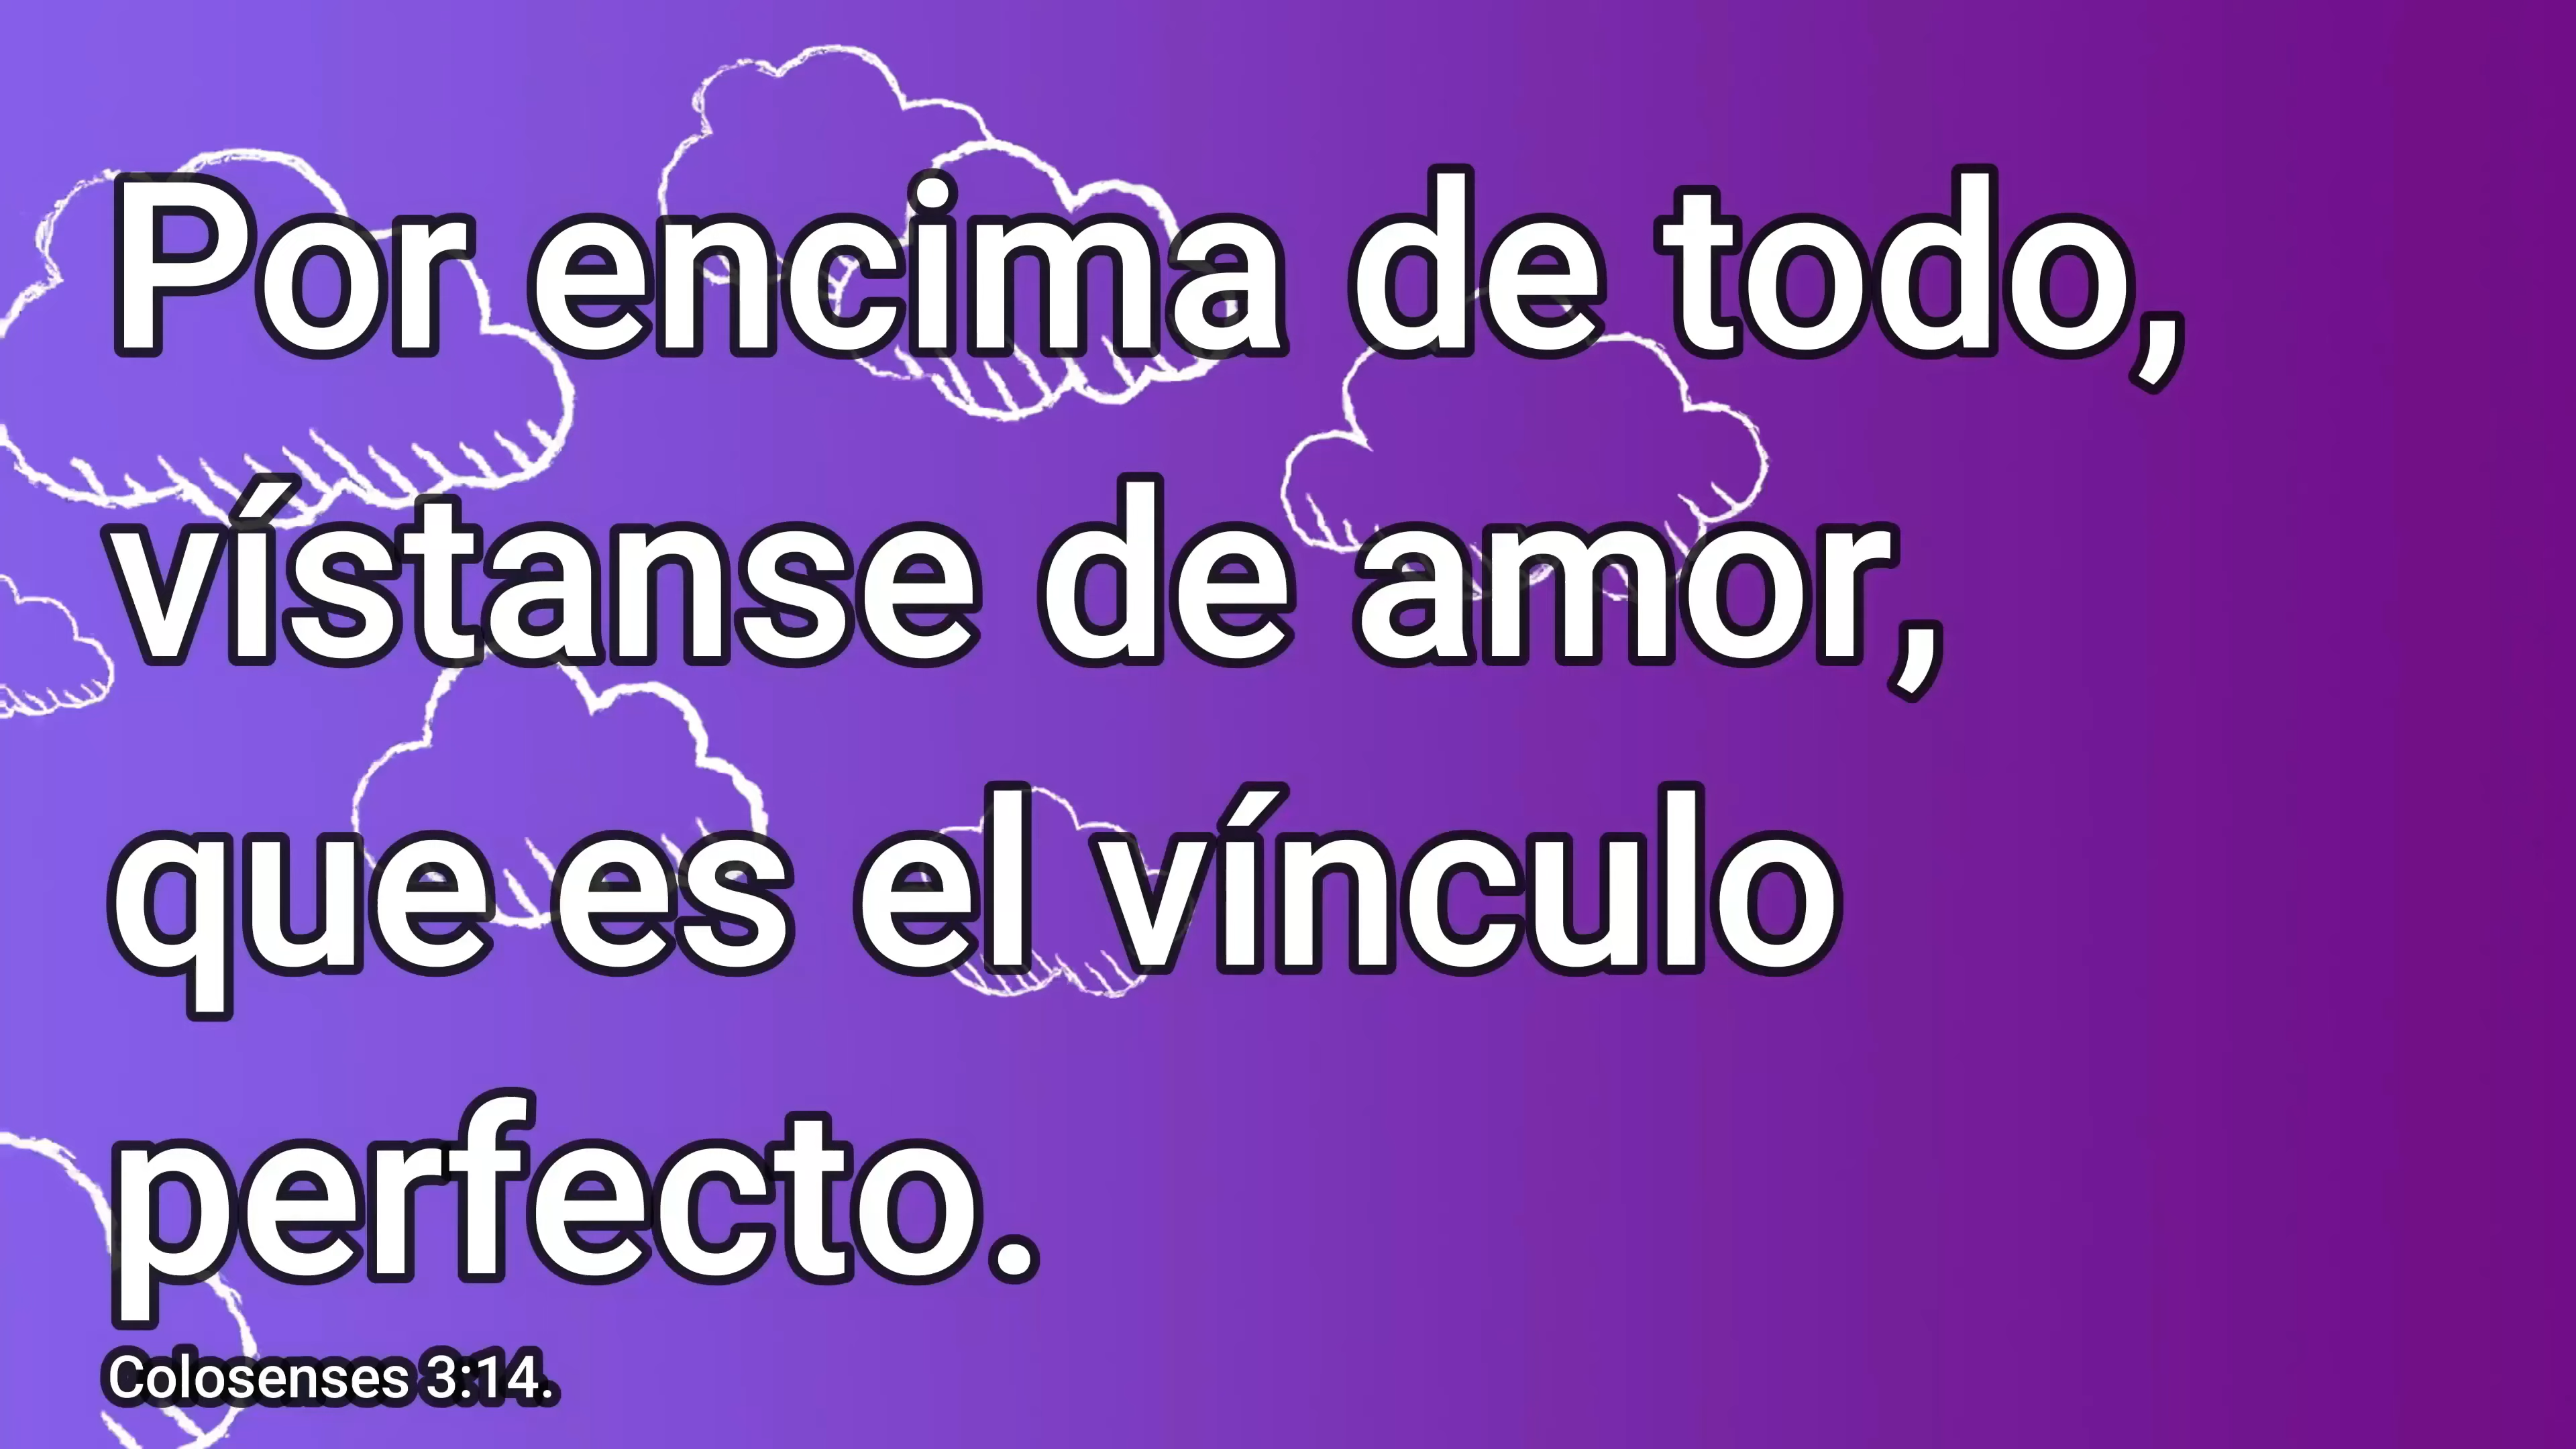 Por encima de todo,
vístanse de amor,
que es el vínculo
perfecto.
Colosenses 3:14.